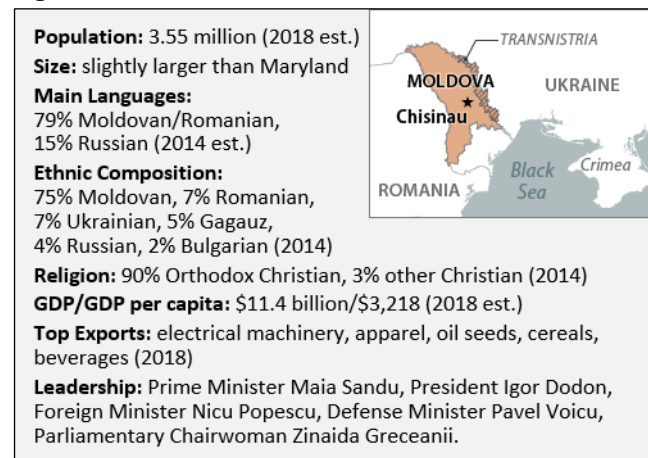 Population: 3.55 million (2018 est.)
Size: slightly larger than Maryland
Main Languages:
79% Moldovan/Romanian,
15% Russian (2014 est.)
Ethnic Composition:
75% Moldovan, 7% Romanian,
7% Ukrainian, 5% Gagauz,
4% Russian, 2% Bulgarian (2014)
Religion: 90% Orthodox Christian, 3% other Christian (2014)
GDP/GDP per capita: $11.4 billion/$3,218 (2018 est.)
Top Exports: electrical machinery, apparel, oil seeds, cereals,
beverages (2018)
Leadership: Prime Minister Maia Sandu, President Igor Dodon,
Foreign Minister Nicu Popescu, Defense Minister Pavel Voicu,
Parliamentary Chairwoman Zinaida Greceanii.
TRANSNISTRIA
MOLDOVA
UKRAINE
Chisinau
Black
Sea
Crimea
ROMANIA